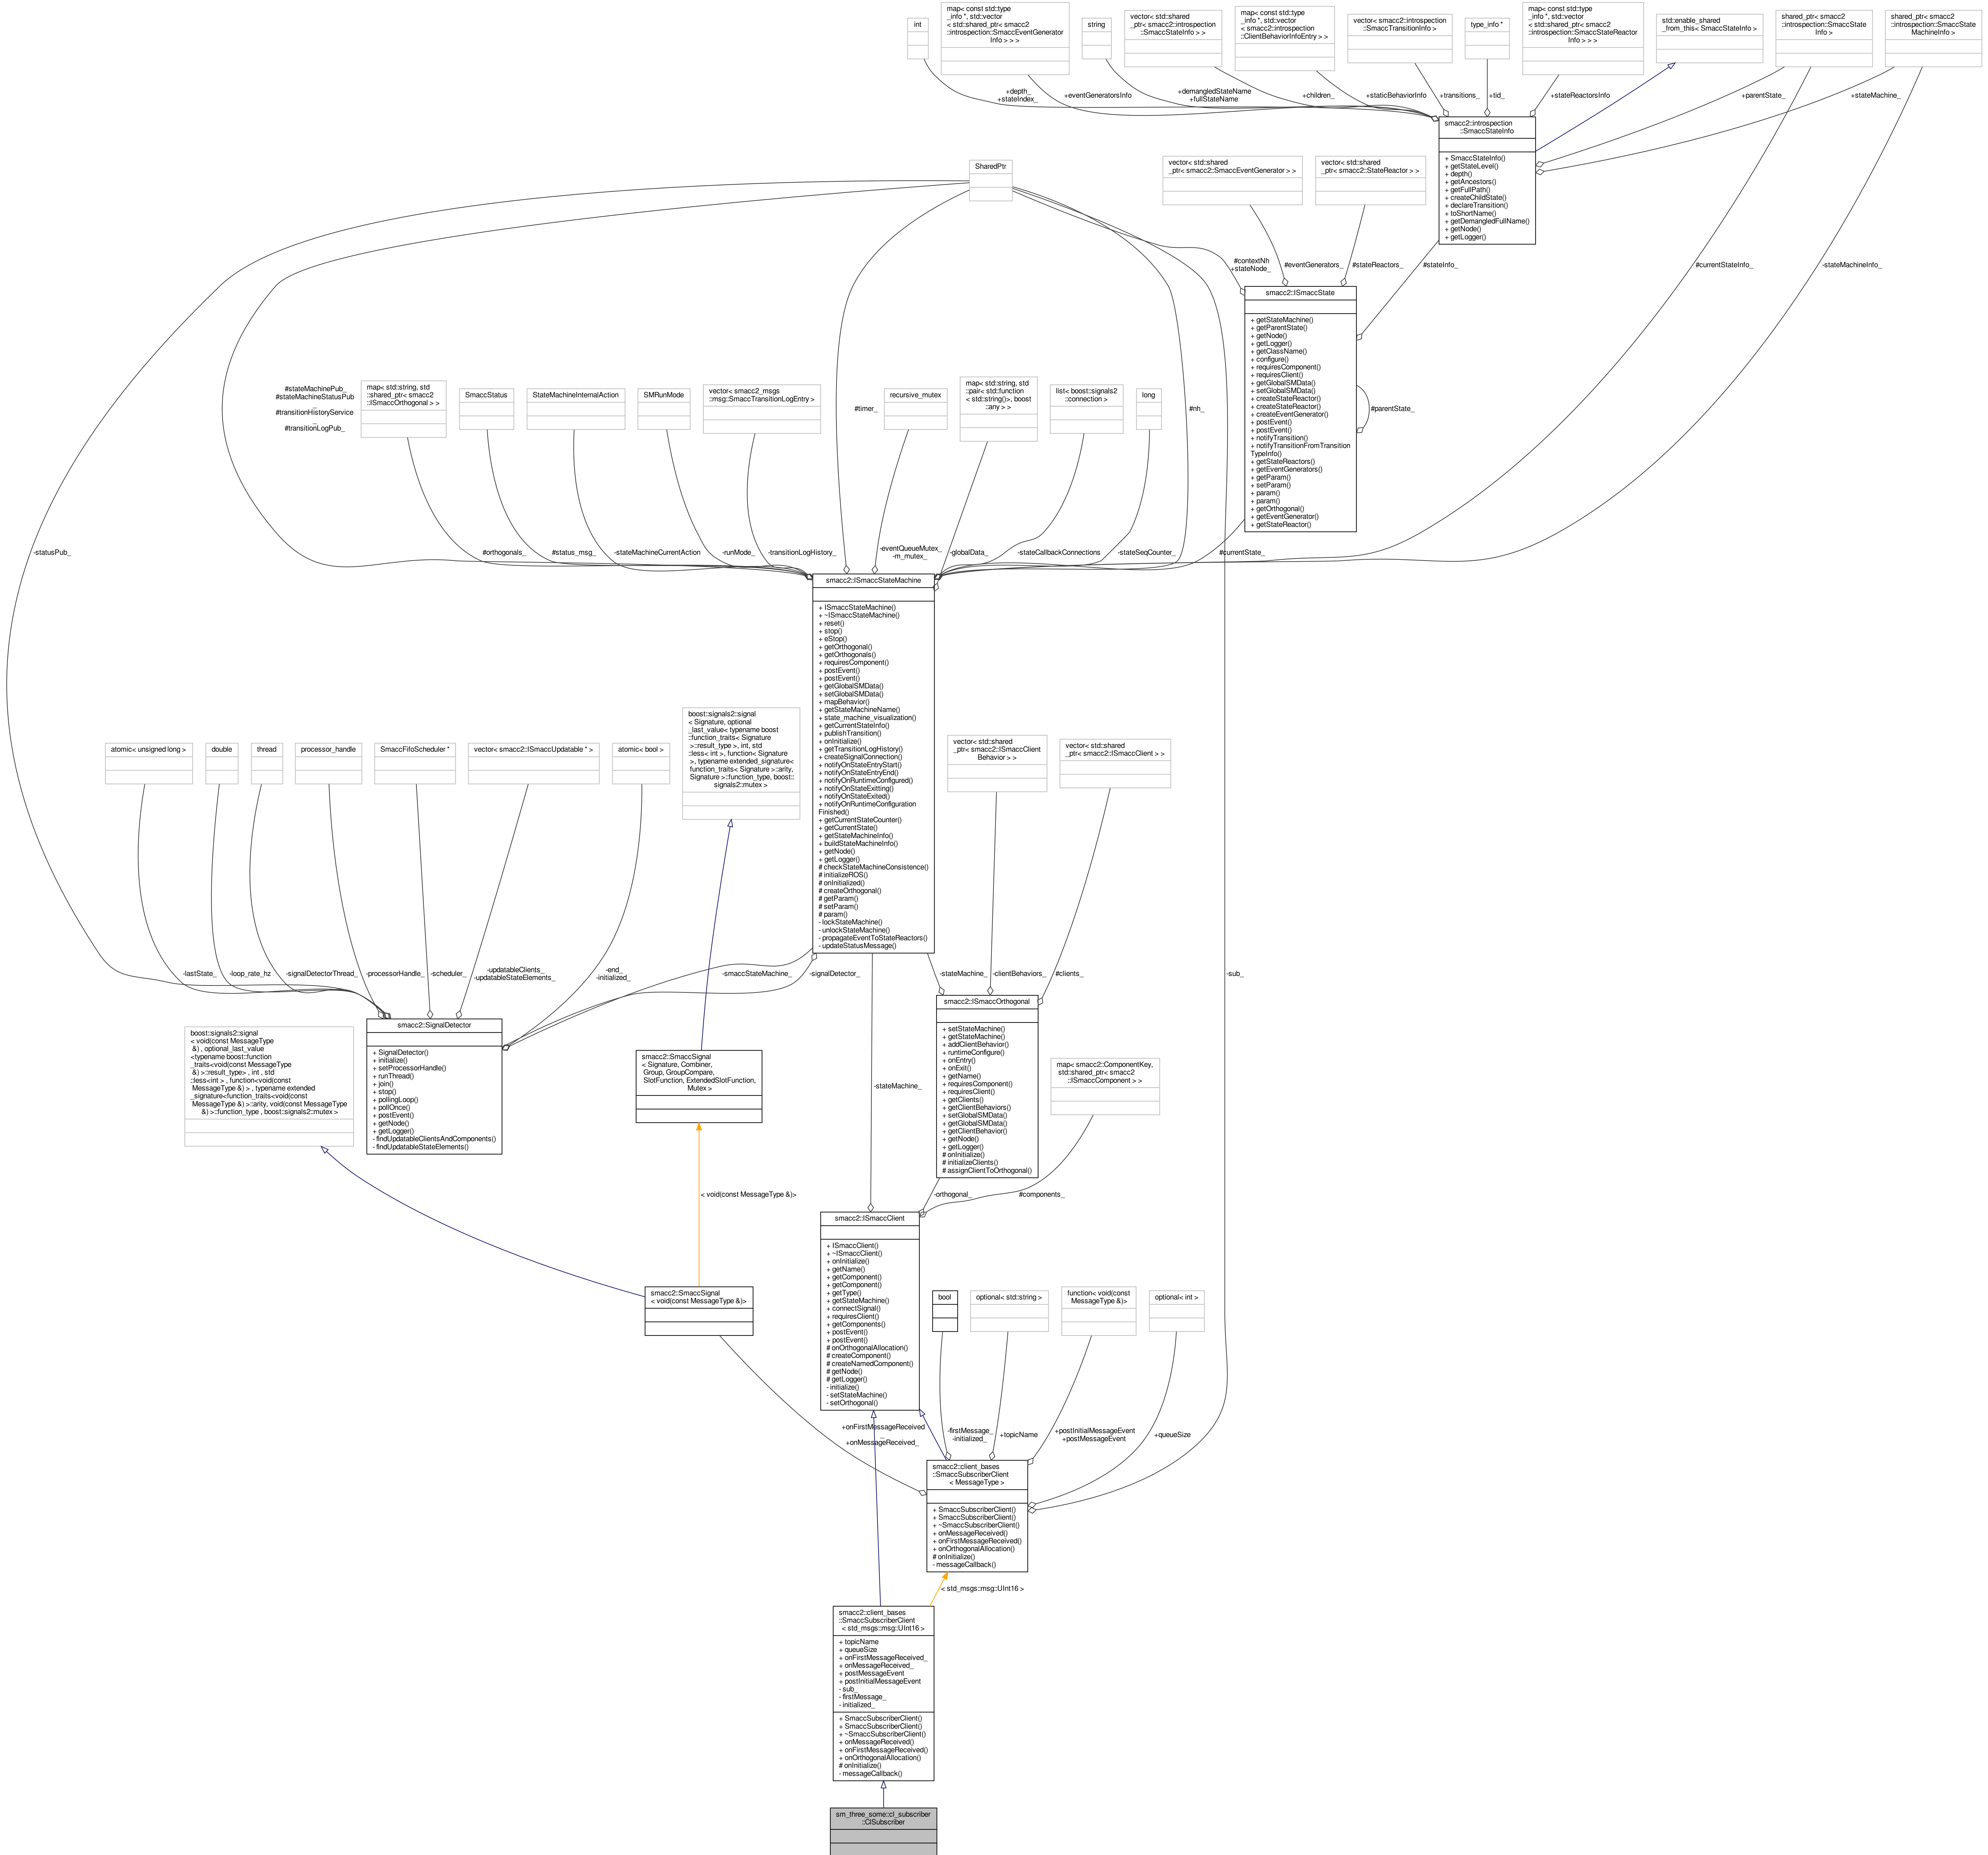 int
map< const std::type
_info *, std::vector
< std::shared_ptr< smacc2
::introspection::SmaccEventGenerator
Info > > >
string
vector< std::shared
_ptr< smacc2::introspection
::SmaccStateInfo > >
map< const std::type
_info *, std::vector
< smacc2::introspection
::ClientBehaviorInfoEntry > >
vector< smacc2::introspection
::SmaccTransitionInfo >
type_info *
map< const std::type
_info *, std::vector
< std::shared_ptr< smacc2
::introspection::SmaccStateReactor
Info > > >
std::enable_shared
_from_this< SmaccStateInfo >
shared_ptr< smacc2
::introspection::SmaccState
Info >
shared_ptr< smacc2
::introspection::SmaccState
MachineInfo >
+depth_
+stateIndex_
+eventGeneratorsInfo
+demangledStateName
+fullStateName
+children_
+staticBehaviorInfo
+transitions_
+tid_
+stateReactorsInfo
+parentState_
+stateMachine_
smacc2::introspection
::SmaccStateInfo
+ SmaccStateInfo()
+ getStateLevel()
+ depth()
+ getAncestors()
+ getFullPath()
+ createChildState()
+ declareTransition()
+ toShortName()
+ getDemangledFullName()
+ getNode()
+ getLogger()
SharedPtr
vector< std::shared
_ptr< smacc2::SmaccEventGenerator > >
vector< std::shared
_ptr< smacc2::StateReactor > >
#contextNh
+stateNode_
#eventGenerators_
#stateReactors_
#stateInfo_
#currentStateInfo_
-stateMachineInfo_
smacc2::ISmaccState
+ getStateMachine()
+ getParentState()
+ getNode()
+ getLogger()
+ getClassName()
+ configure()
+ requiresComponent()
+ requiresClient()
+ getGlobalSMData()
+ setGlobalSMData()
+ createStateReactor()
+ createStateReactor()
+ createEventGenerator()
+ postEvent()
+ postEvent()
+ notifyTransition()
+ notifyTransitionFromTransition
TypeInfo()
+ getStateReactors()
+ getEventGenerators()
+ getParam()
+ setParam()
+ param()
+ param()
+ getOrthogonal()
+ getEventGenerator()
+ getStateReactor()
#parentState_
#stateMachinePub_
#stateMachineStatusPub
_
#transitionHistoryService
_
#transitionLogPub_
map< std::string, std
::shared_ptr< smacc2
::ISmaccOrthogonal > >
SmaccStatus
StateMachineInternalAction
SMRunMode
vector< smacc2_msgs
::msg::SmaccTransitionLogEntry >
#timer_
recursive_mutex
map< std::string, std
::pair< std::function
< std::string()>, boost
::any > >
list< boost::signals2
::connection >
long
#nh_
-statusPub_
#orthogonals_
#status_msg_
-stateMachineCurrentAction
-runMode_
-transitionLogHistory_
-eventQueueMutex_
-m_mutex_
-globalData_
-stateCallbackConnections
-stateSeqCounter_
#currentState_
smacc2::ISmaccStateMachine
+ ISmaccStateMachine()
+ ~ISmaccStateMachine()
+ reset()
+ stop()
+ eStop()
+ getOrthogonal()
+ getOrthogonals()
+ requiresComponent()
+ postEvent()
+ postEvent()
+ getGlobalSMData()
+ setGlobalSMData()
+ mapBehavior()
+ getStateMachineName()
+ state_machine_visualization()
+ getCurrentStateInfo()
+ publishTransition()
+ onInitialize()
+ getTransitionLogHistory()
+ createSignalConnection()
+ notifyOnStateEntryStart()
+ notifyOnStateEntryEnd()
+ notifyOnRuntimeConfigured()
+ notifyOnStateExitting()
+ notifyOnStateExited()
+ notifyOnRuntimeConfiguration
Finished()
+ getCurrentStateCounter()
+ getCurrentState()
+ getStateMachineInfo()
+ buildStateMachineInfo()
+ getNode()
+ getLogger()
# checkStateMachineConsistence()
# initializeROS()
# onInitialized()
# createOrthogonal()
# getParam()
# setParam()
# param()
- lockStateMachine()
- unlockStateMachine()
- propagateEventToStateReactors()
- updateStatusMessage()
boost::signals2::signal
< Signature, optional
_last_value< typename boost
::function_traits< Signature
>::result_type >, int, std
::less< int >, function< Signature
>, typename extended_signature<
function_traits< Signature >::arity,
Signature >::function_type, boost::
signals2::mutex >
atomic< unsigned long >
double
thread
processor_handle
SmaccFifoScheduler *
vector< smacc2::ISmaccUpdatable * >
atomic< bool >
vector< std::shared
_ptr< smacc2::ISmaccClient
Behavior > >
vector< std::shared
_ptr< smacc2::ISmaccClient > >
-lastState_
-loop_rate_hz
-signalDetectorThread_
-processorHandle_
-scheduler_
-updatableClients_
-updatableStateElements_
-end_
-initialized_
-smaccStateMachine_
-signalDetector_
-stateMachine_
-clientBehaviors_
#clients_
-sub_
smacc2::SignalDetector
+ SignalDetector()
+ initialize()
+ setProcessorHandle()
+ runThread()
+ join()
+ stop()
+ pollingLoop()
+ pollOnce()
+ postEvent()
+ getNode()
+ getLogger()
- findUpdatableClientsAndComponents()
- findUpdatableStateElements()
boost::signals2::signal
< void(const MessageType
&) , optional_last_value
<typename boost::function
_traits<void(const MessageType
&) >::result_type> , int , std
::less<int > , function<void(const
MessageType &) > , typename extended
_signature<function_traits<void(const
MessageType &) >::arity, void(const MessageType
&) >::function_type , boost::signals2::mutex >
smacc2::SmaccSignal
< Signature, Combiner,
Group, GroupCompare,
SlotFunction, ExtendedSlotFunction,
Mutex >
smacc2::ISmaccOrthogonal
+ setStateMachine()
+ getStateMachine()
+ addClientBehavior()
+ runtimeConfigure()
+ onEntry()
+ onExit()
+ getName()
+ requiresComponent()
+ requiresClient()
+ getClients()
+ getClientBehaviors()
+ setGlobalSMData()
+ getGlobalSMData()
+ getClientBehavior()
+ getNode()
+ getLogger()
# onInitialize()
# initializeClients()
# assignClientToOrthogonal()
map< smacc2::ComponentKey,
std::shared_ptr< smacc2
::ISmaccComponent > >
-stateMachine_
< void(const MessageType &)>
-orthogonal_
#components_
smacc2::ISmaccClient
+ ISmaccClient()
+ ~ISmaccClient()
+ onInitialize()
+ getName()
+ getComponent()
+ getComponent()
+ getType()
+ getStateMachine()
+ connectSignal()
+ requiresClient()
+ getComponents()
+ postEvent()
+ postEvent()
# onOrthogonalAllocation()
# createComponent()
# createNamedComponent()
# getNode()
# getLogger()
- initialize()
- setStateMachine()
- setOrthogonal()
smacc2::SmaccSignal
< void(const MessageType &)>
bool
optional< std::string >
function< void(const
MessageType &)>
optional< int >
+onFirstMessageReceived
_
+onMessageReceived_
-firstMessage_
-initialized_
+topicName
+postInitialMessageEvent
+postMessageEvent
+queueSize
smacc2::client_bases
::SmaccSubscriberClient
< MessageType >
+ SmaccSubscriberClient()
+ SmaccSubscriberClient()
+ ~SmaccSubscriberClient()
+ onMessageReceived()
+ onFirstMessageReceived()
+ onOrthogonalAllocation()
# onInitialize()
- messageCallback()
< std_msgs::msg::UInt16 >
smacc2::client_bases
::SmaccSubscriberClient
< std_msgs::msg::UInt16 >
+ topicName
+ queueSize
+ onFirstMessageReceived_
+ onMessageReceived_
+ postMessageEvent
+ postInitialMessageEvent
- sub_
- firstMessage_
- initialized_
+ SmaccSubscriberClient()
+ SmaccSubscriberClient()
+ ~SmaccSubscriberClient()
+ onMessageReceived()
+ onFirstMessageReceived()
+ onOrthogonalAllocation()
# onInitialize()
- messageCallback()
sm_three_some::cl_subscriber
::ClSubscriber